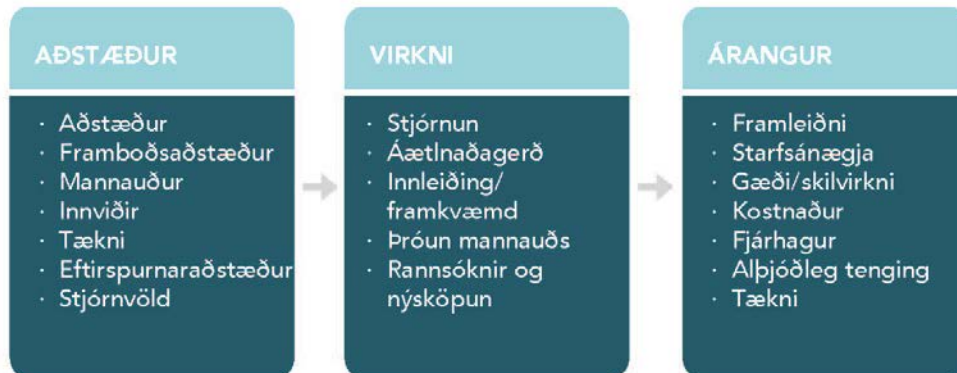 AÐSTÆÐUR
· Aðstæður
· Framboðsaðstæður
· Mannauður
· Innviðir
· Tækni
· Eftirspurnaraðstæður
· Stjórnvöld
VIRKNI
· Stjórnun
· Áætlnaðagerð
· Innleiðing/
framkvæmd
· Þróun mannauðs
· Rannsóknir og
nýsköpun
ÁRANGUR
· Framleiðni
· Starfsánægja
· Gæði/skilvirkni
· Kostnaður
· Fjárhagur
· Alþjóðleg tenging
· Tækni